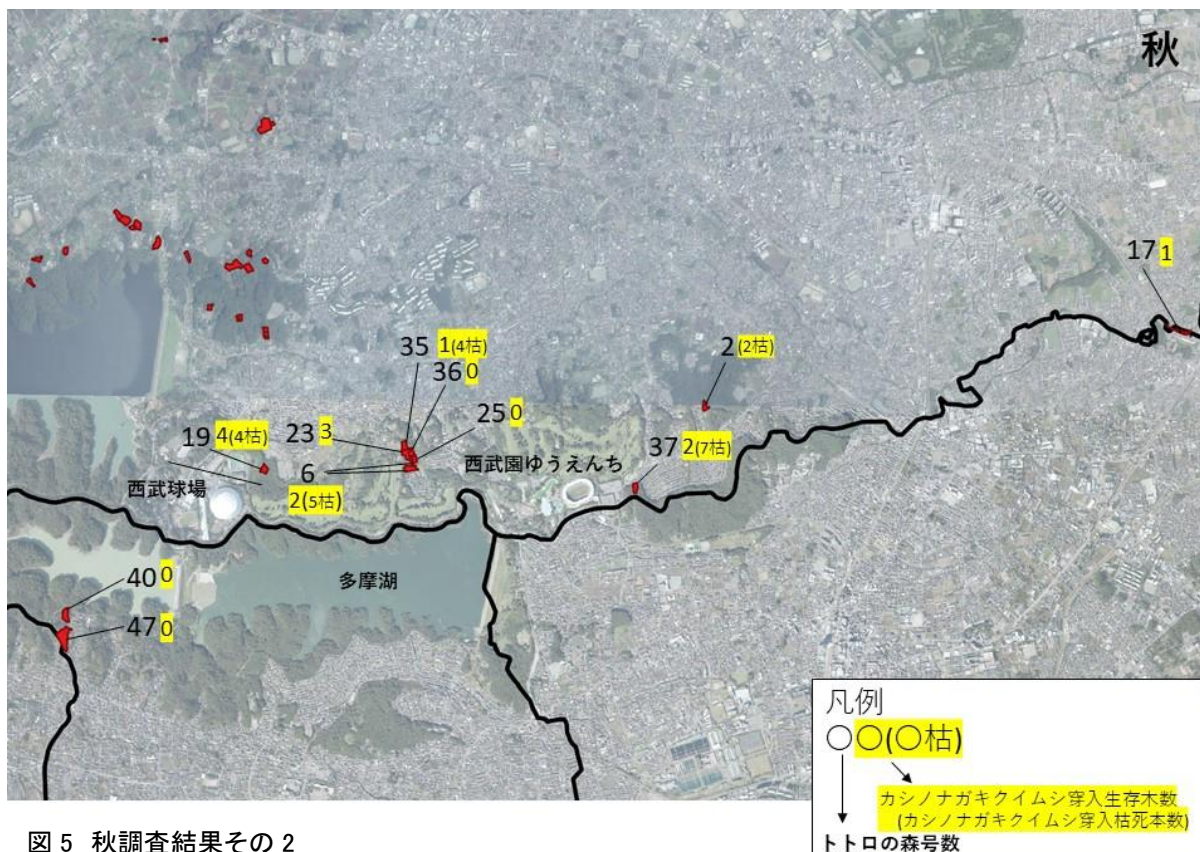 秋
17 1
35 1(4枯)
36 0
2 (2枯)
25 0
19 4(4枯)
23 3
西武園ゆうえんち
37 2(7枯)
6
西武球場
2(5枯)
多摩湖
40 0
47 0
凡例
○○(○枯)
カシノナガキクイムシ穿入生存木数
(カシノナガキクイムシ穿入枯死本数)
トトロの森号数
図5 秋調査結果その2